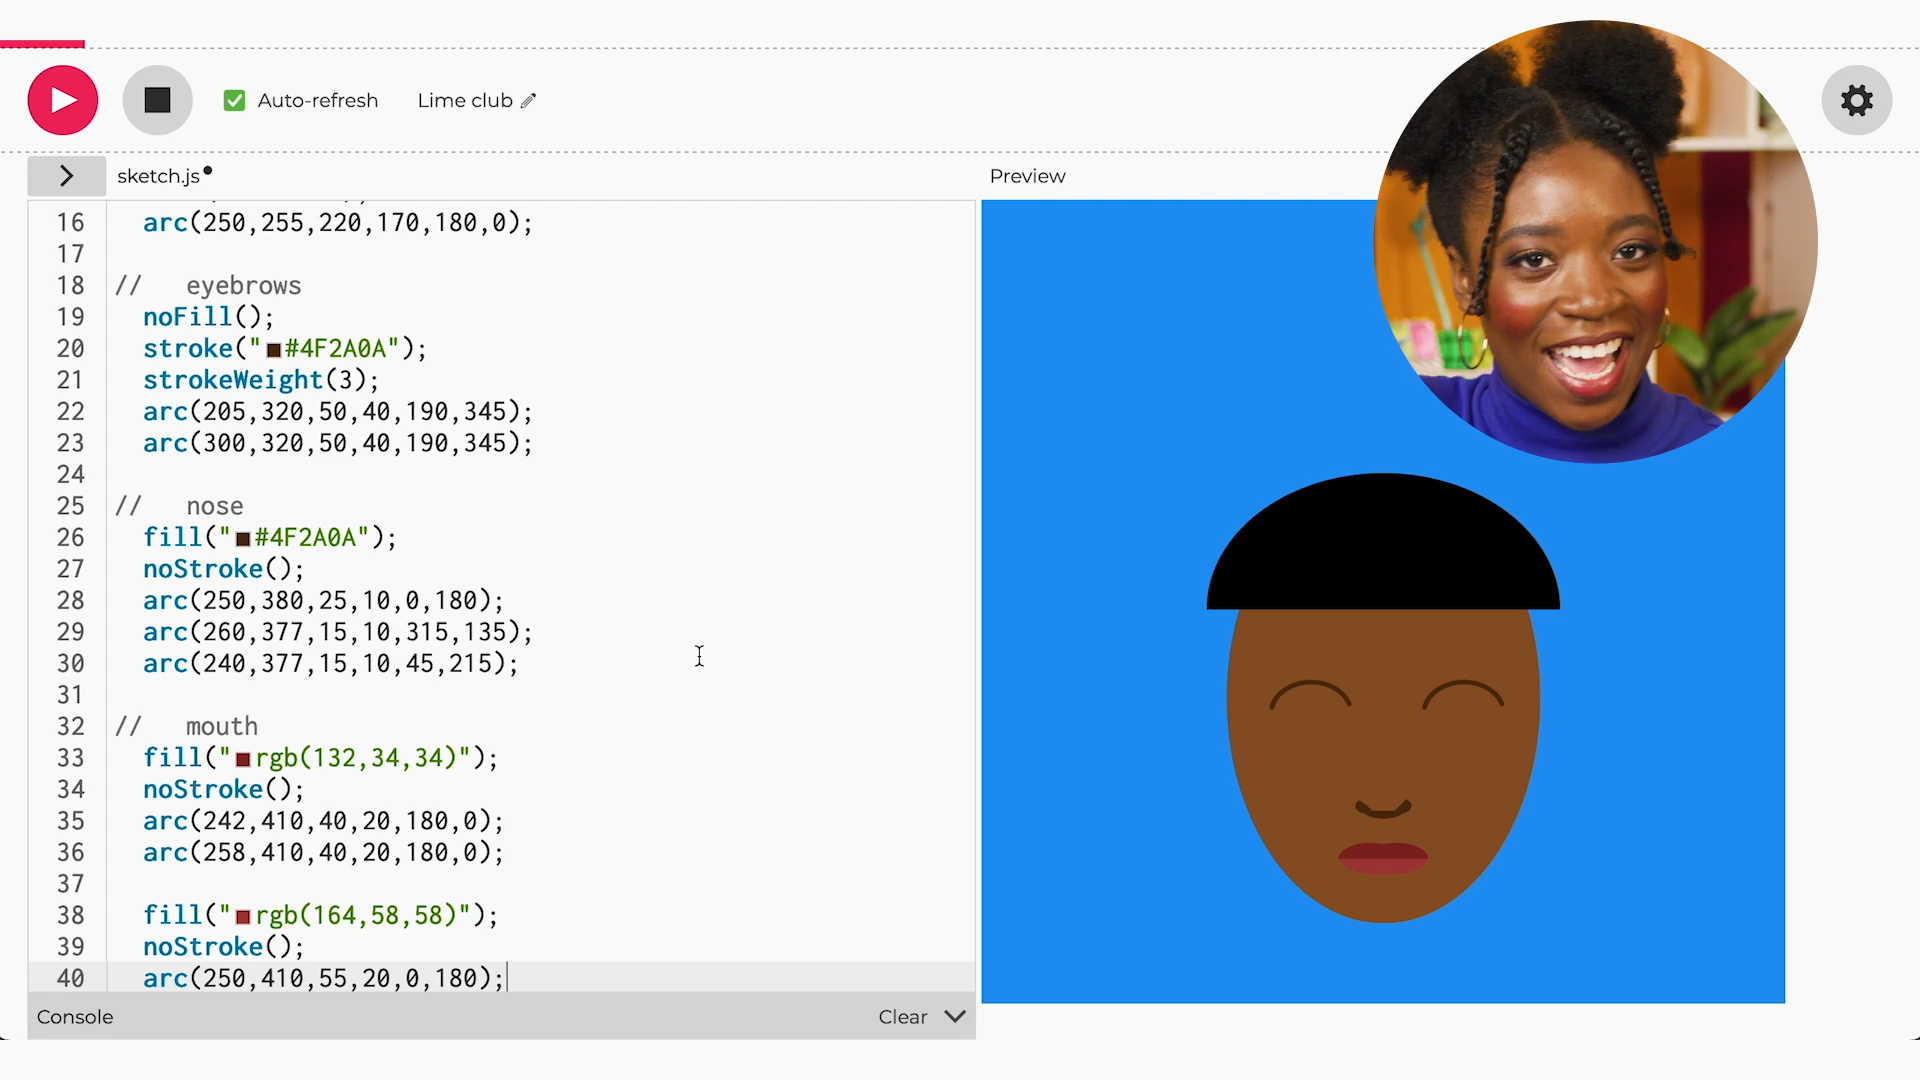 Auto-refresh
Lime club
sketch.js
Preview
16 arc(250,255,220,170,180,0);
17
18 // eyebrows
19 noFill();
20 stroke("#4F2A0A");
21 strokeWeight(3);
22 arc(205,320,50,40,190,345);
23 arc(300,320,50,40,190,345);
24
25 // nose
26 fill("#4F2A0A");
27 noStroke();
28 arc(250,380,25,10,0,180);
29 arc(260,377,15,10,315,135);
30 arc(240,377,15,10,45,215);
31
32 // mouth
33 fill("rgb(132,34,34)");
34 noStroke();
35 arc(242,410,40,20,180,0);
36 arc(258,410,40,20,180,0);
37
38 fill("rgb(164,58,58)");
39 noStroke();
40 arc(250,410,55,20,0,180);
Console
Clear